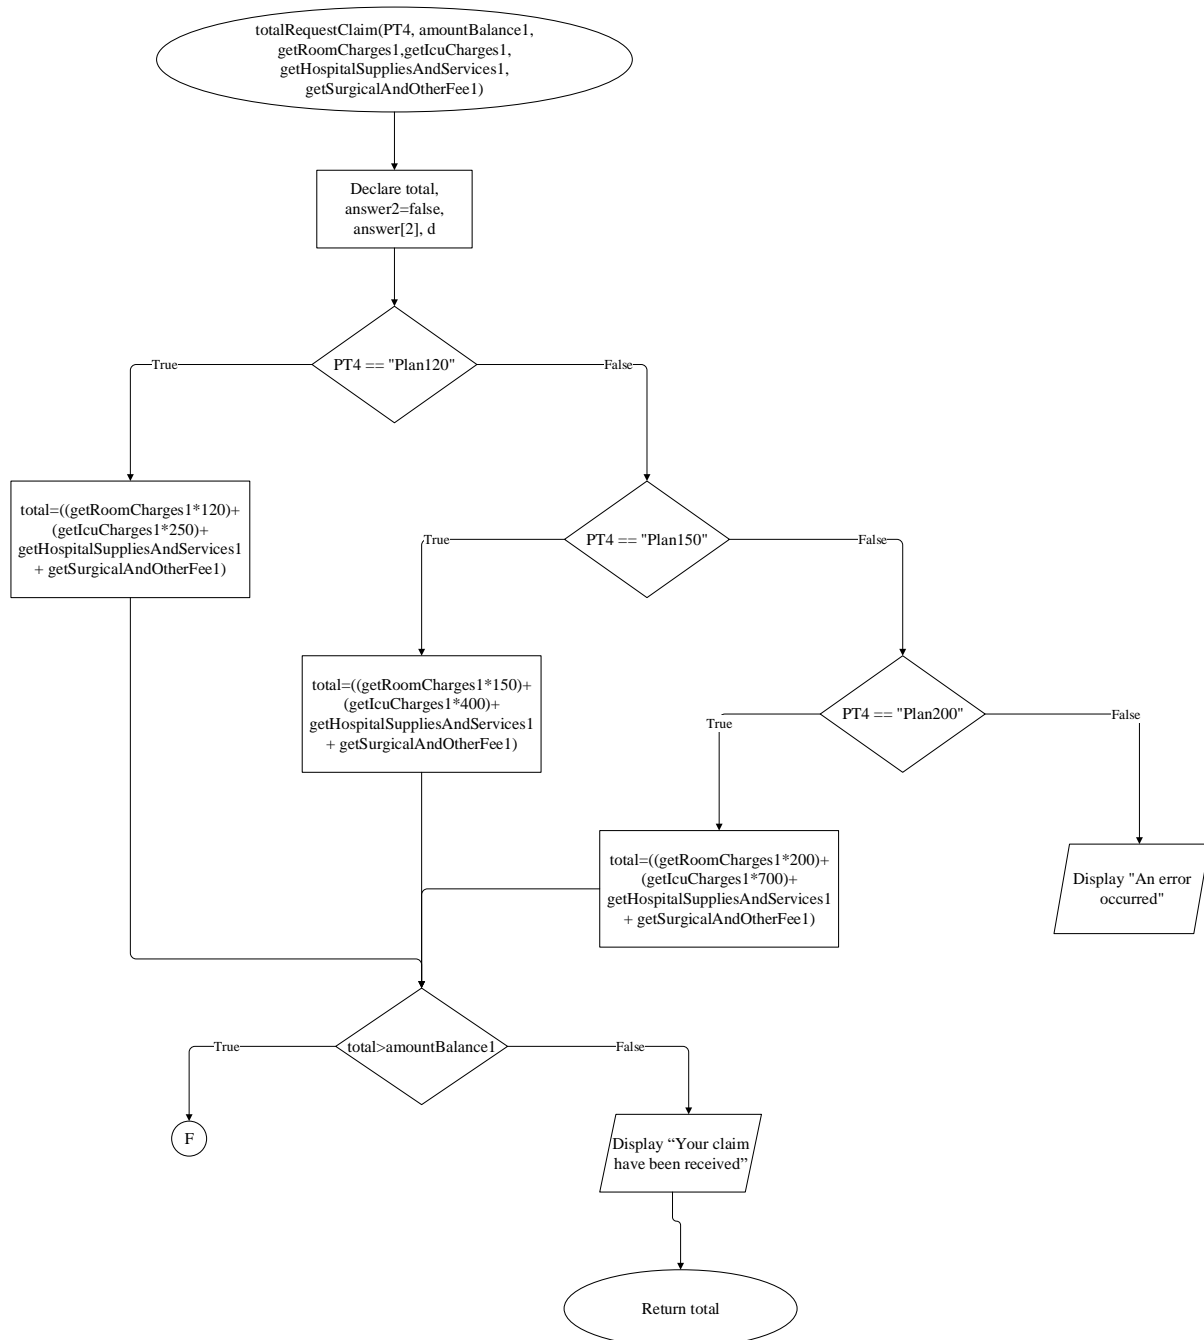 totalRequestClaim(PT4, amountBalance1,
getRoomCharges1,getIcuCharges1,
getHospitalSuppliesAndServices1,
getSurgicalAndOtherFee1)
Declare total,
answer2=false,
answer[2], d
PT4 == "Plan120"
True
False
total=((getRoomCharges1*120)+
(getIcuCharges1*250)+
getHospitalSuppliesAndServices1
+ getSurgicalAndOtherFee1)
PT4 == "Plan150"
True
False
total=((getRoomCharges1*150)+
(getIcuCharges1*400)+
getHospitalSuppliesAndServices1
+ getSurgicalAndOtherFee1)
PT4 == "Plan200"
True
False
total=((getRoomCharges1*200)+
(getIcuCharges1*700)+
getHospitalSuppliesAndServices1
+ getSurgicalAndOtherFee1)
Display "An error
occurred"
total>amountBalance1
True
False
F
Display “Your claim
have been received”
Return total